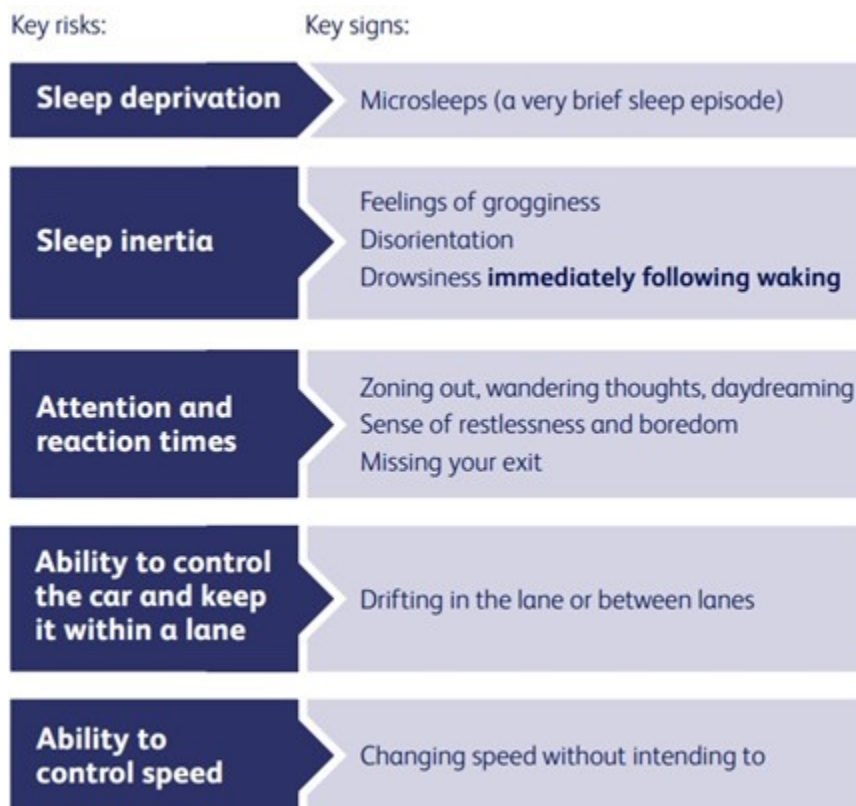 Key risks:
Key signs:
Sleep deprivation
Microsleeps (a very brief sleep episode)
Sleep inertia
Feelings of grogginess
Disorientation
Drowsiness immediately following waking
Attention and
reaction times
Zoning out, wandering thoughts, daydreaming
Sense of restlessness and boredom
Missing your exit
Ability to control
the car and keep
it within a lane
Drifting in the lane or between lanes
Ability to
control speed
Changing speed without intending to